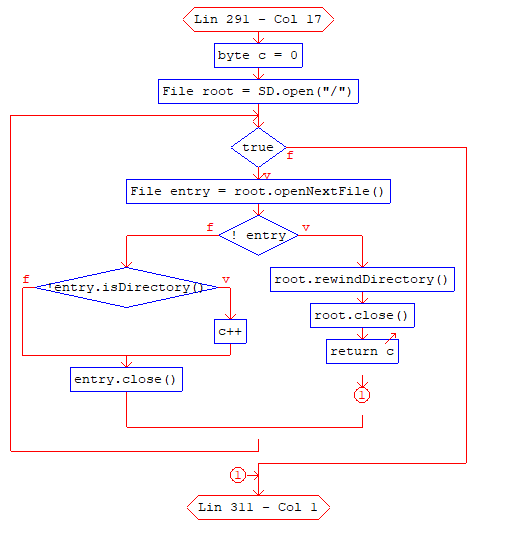 Lin 291 - Col 17
byte c = 0
File root = SD.open("/")
true
f
v
File entry = root.openNextFile()
f
! entry
v
f
!entry.isDirectory()
v
root.rewindDirectory()
root.close()
c++
return c
entry.close()
1
1
Lin 311 - Col 1